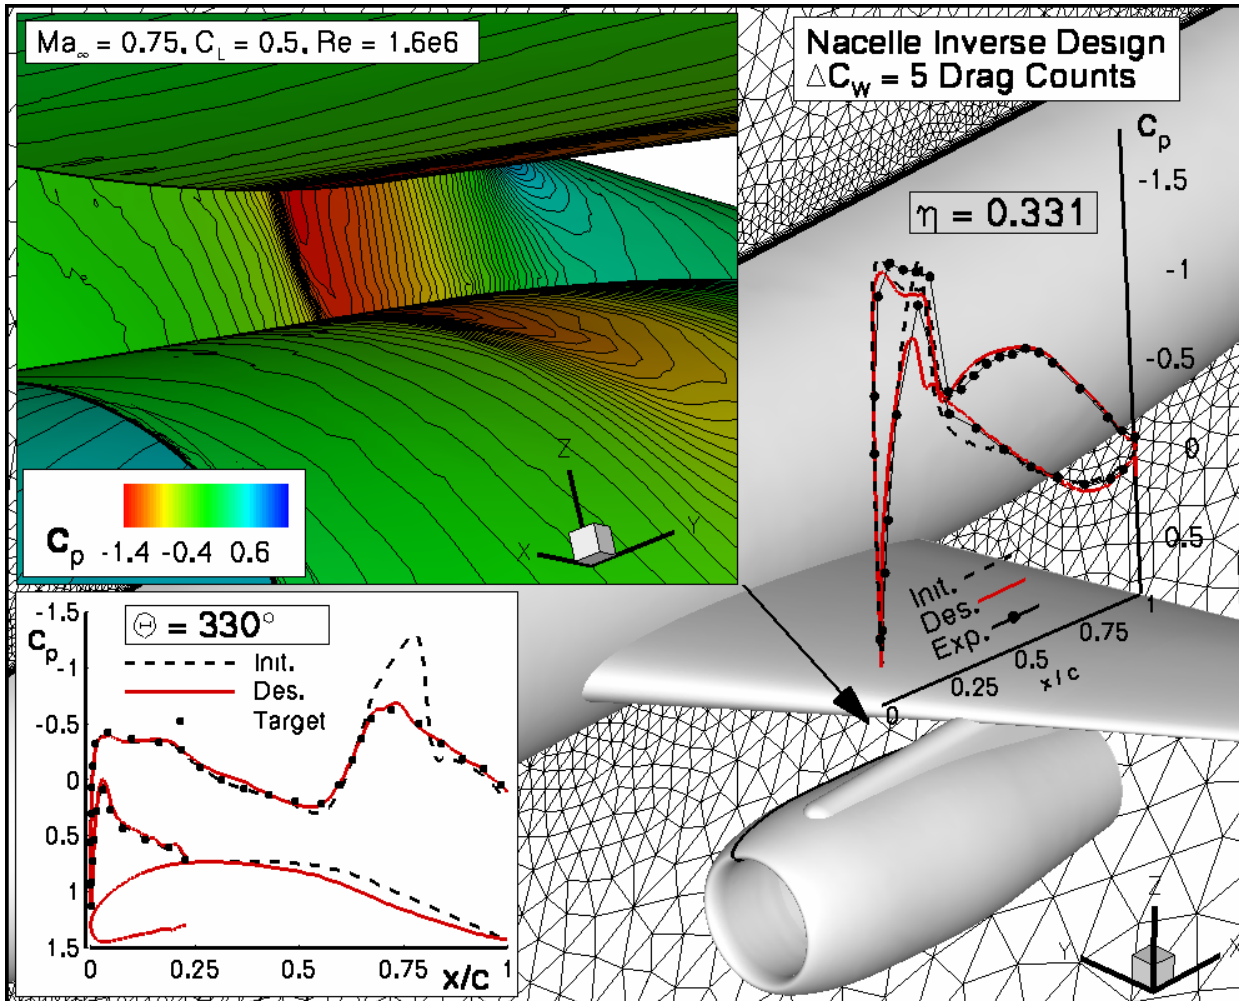 Ma∞ = 0.75, CL = 0.5, Re = 1.6e6
Nacelle Inverse Design
△Cw = 5 Drag Counts
Cp
-1.5
η = 0.331
-1
-0.5
0
0.5
Init.
Des.
Exp.
0
0.25
0.5
0.75
1
x/c
Z
Y
X
Cp
-1.4 -0.4 0.6
Θ = 330°
Init.
Des.
Target
Cp
-1.5
-1
-0.5
0
0.5
1
1.5
0 0.25 0.5 0.75 x/c 1
Z
Y
X